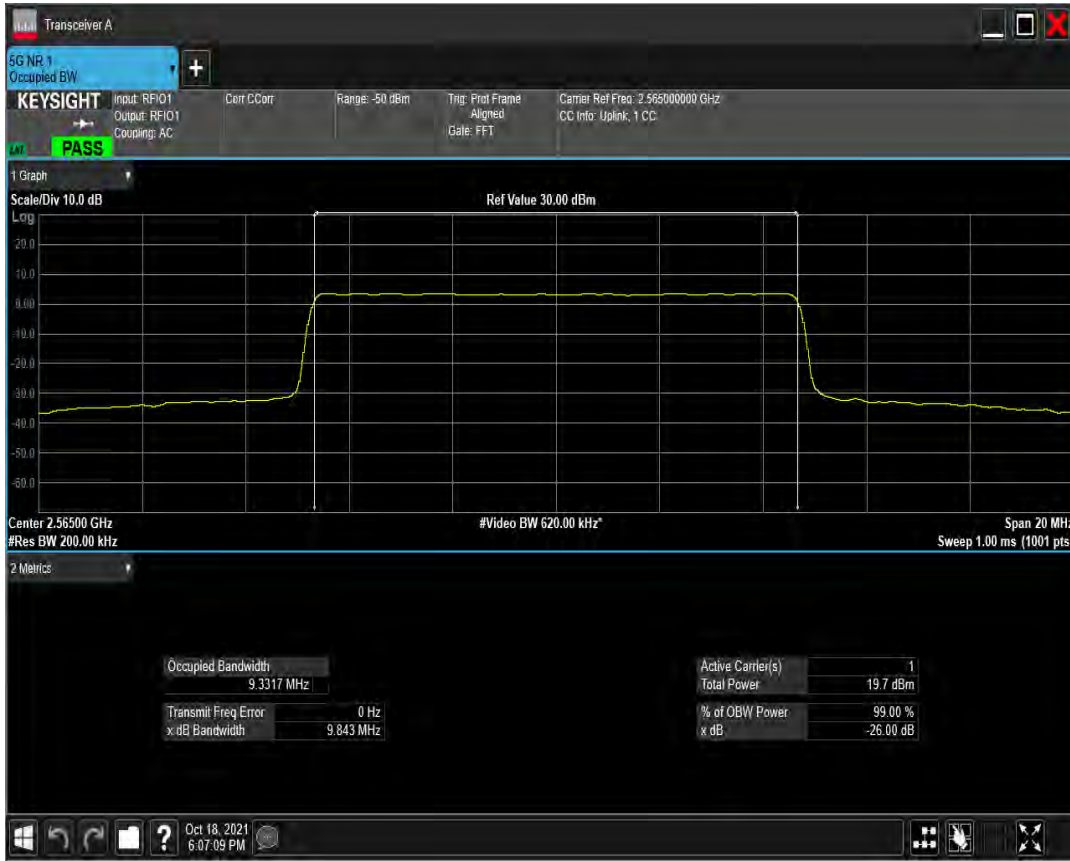 Transceiver A
5G NR 1
Occupied BW
+
KEYSIGHT
Input: RFIO1
Output: RFIO1
Coupling: AC
Corr CCorr
Range: -50 dBm
Trig: Prot Frame
Aligned
Gate: FFT
Carrier Ref Freq: 2.565000000 GHz
CC Info: Uplink, 1 CC
PASS
1 Graph
Scale/Div 10.0 dB
Ref Value 30.00 dBm
Log
20.0
10.0
0.00
-10.0
-20.0
-30.0
-40.0
-50.0
-60.0
Center 2.56500 GHz
#Video BW 620.00 kHz*
Span 20 MHz
#Res BW 200.00 kHz
Sweep 1.00 ms (1001 pts
2 Metrics
Occupied Bandwidth
9.3317 MHz
Transmit Freq Error 0 Hz
x dB Bandwidth 9.843 MHz
Active Carrier(s) 1
Total Power 19.7 dBm
% of OBW Power 99.00 %
x dB -26.00 dB
?
Oct 18, 2021
6:07:09 PM